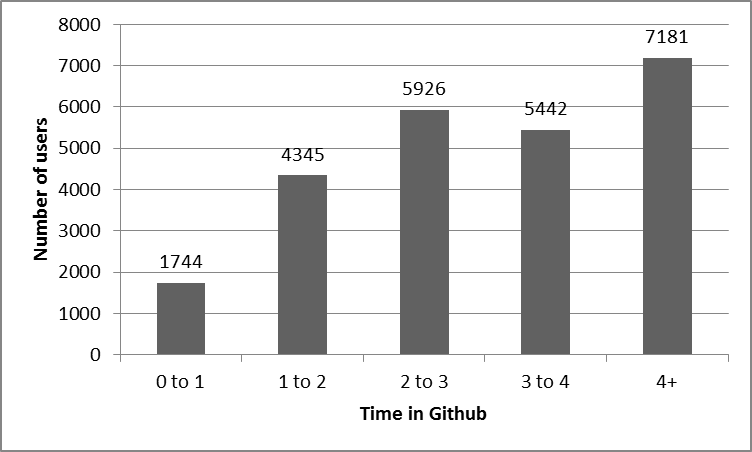 8000
7000
6000
5000
4000
3000
2000
1000
0
Number of users
1744
4345
5926
5442
7181
0 to 1
1 to 2
2 to 3
3 to 4
4+
Time in Github